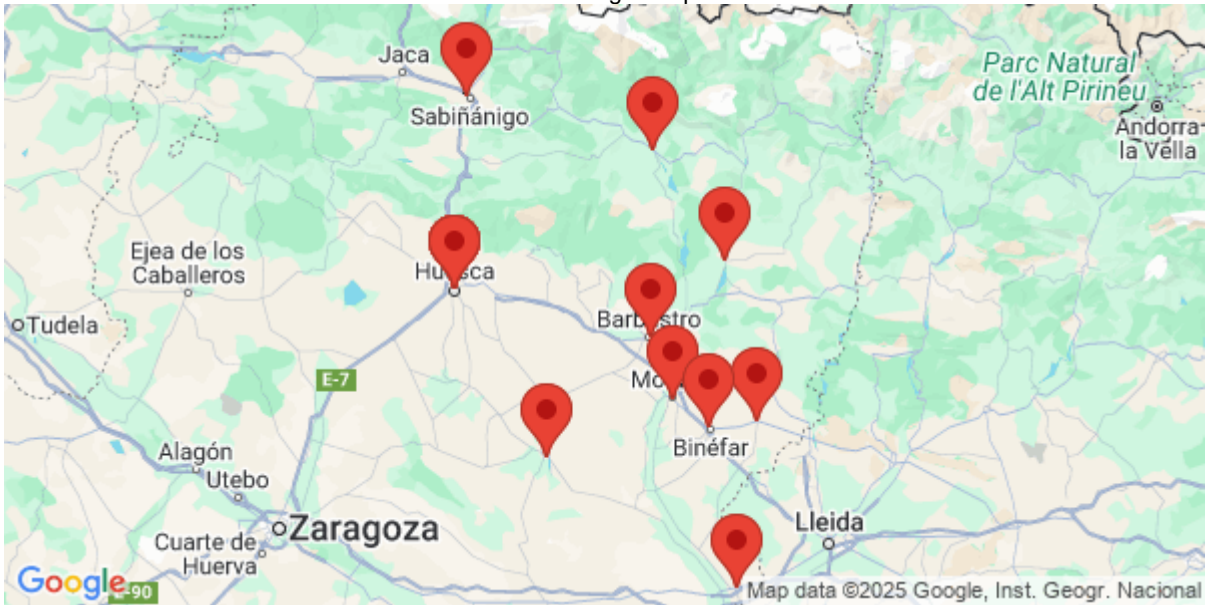 Jaca
Parc Natural
de l'Alt Pirineu
Sabiñánigo
Andorra
la Vella
Ejea de los
Caballeros
Tudela
Barbastro
E-7
Binéfar
Alagón
Utebo
Lleida
Zaragoza
Cuarte de
Huerva
Google
E-90
Map data ©2025 Google, Inst. Geogr. Nacional